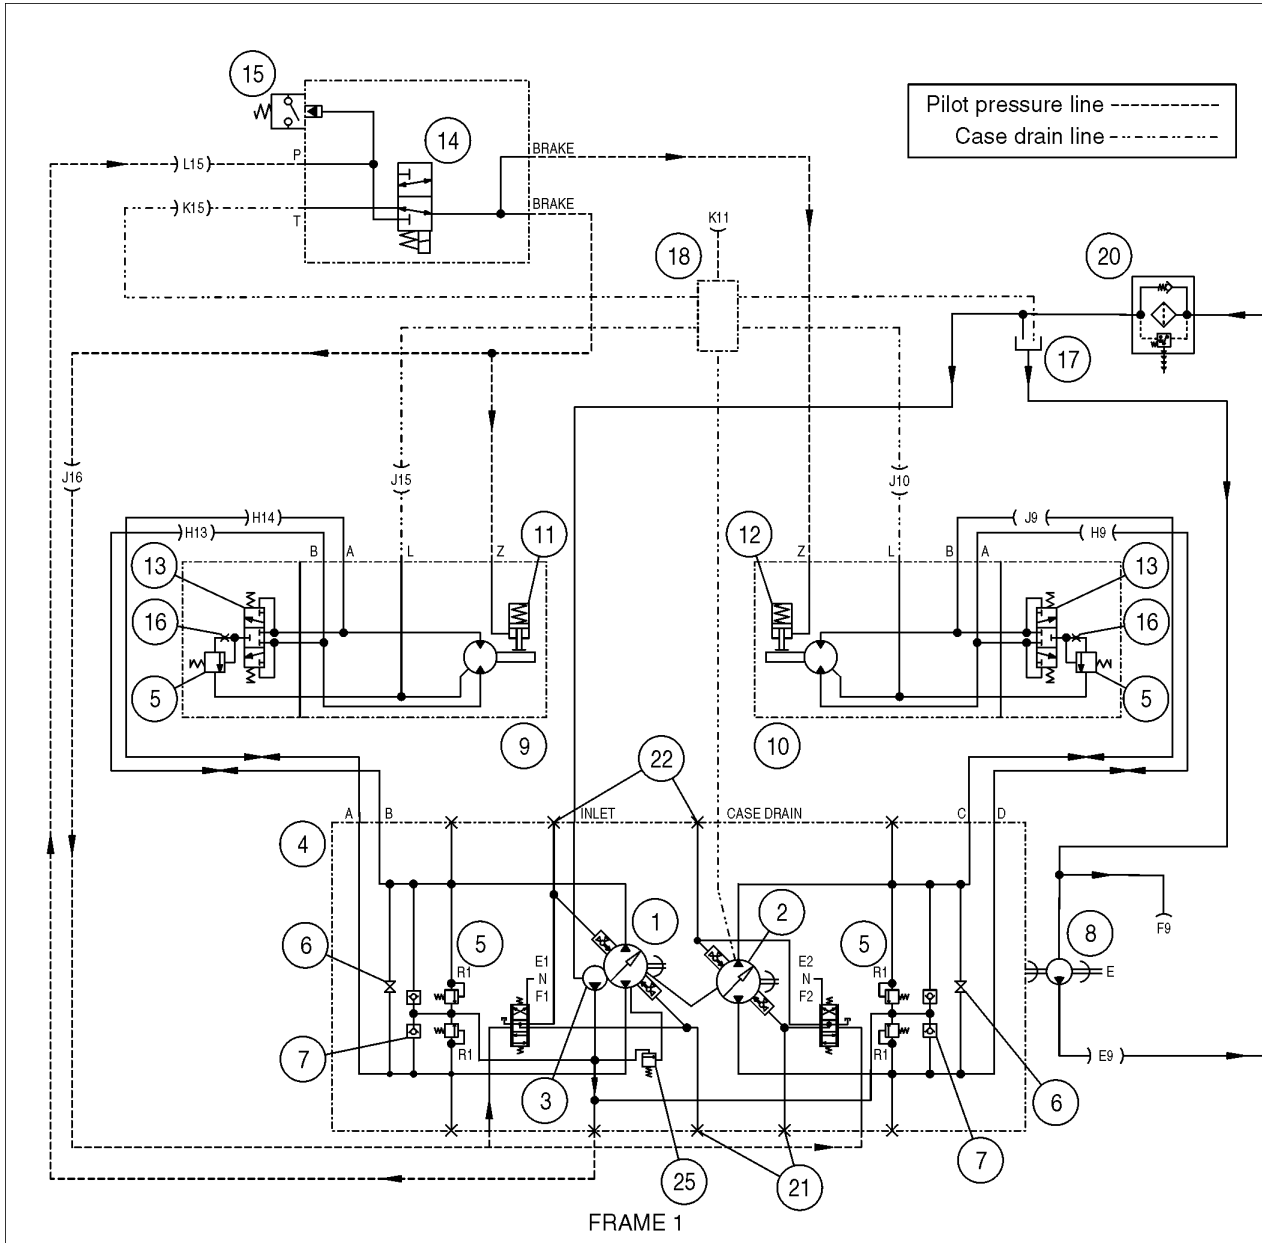 15
14
Pilot pressure line
Case drain line
P
L15
BRAKE
K15
T
BRAKE
K11
18
20
17
J16
J15
J10
H14
H13
J9
H9
B
A
L
Z
11
12
Z
L
B
A
13
13
16
16
5
5
9
10
22
A
B
INLET
CASE DRAIN
C
D
4
1
2
6
5
5
8
F9
R1
E1
N
F1
E2
N
F2
R1
E
R1
R1
7
3
E9
6
7
25
21
FRAME 1